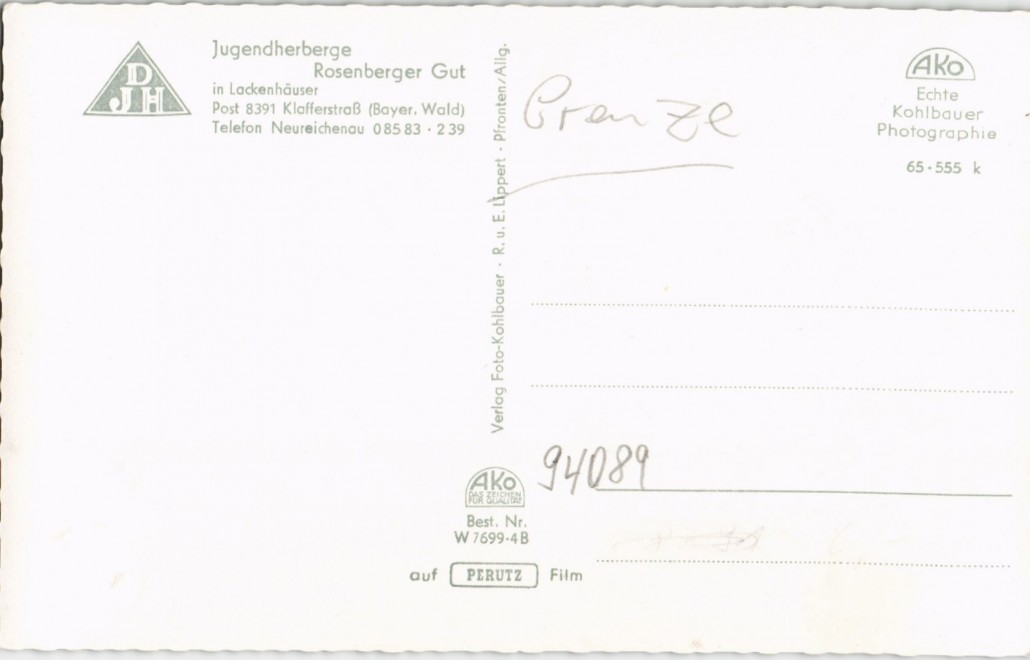 DJH
Jugendherberge
Rosenberger Gut
in Lackenhäuser
Post 8391 Klafferstraß (Bayer. Wald)
Telefon Neureichenau 08583 · 239
Verlag Foto-Kohlbauer · R. u. E. Lippert · Pfronten/Allg.
Grenze
AKo
Echte
Kohlbauer
Photographie
65·555 k
94089
AKo
DAS ZEICHEN
FÜR QUALITÄT
Best. Nr.
W 7699-4B
auf PERUTZ Film